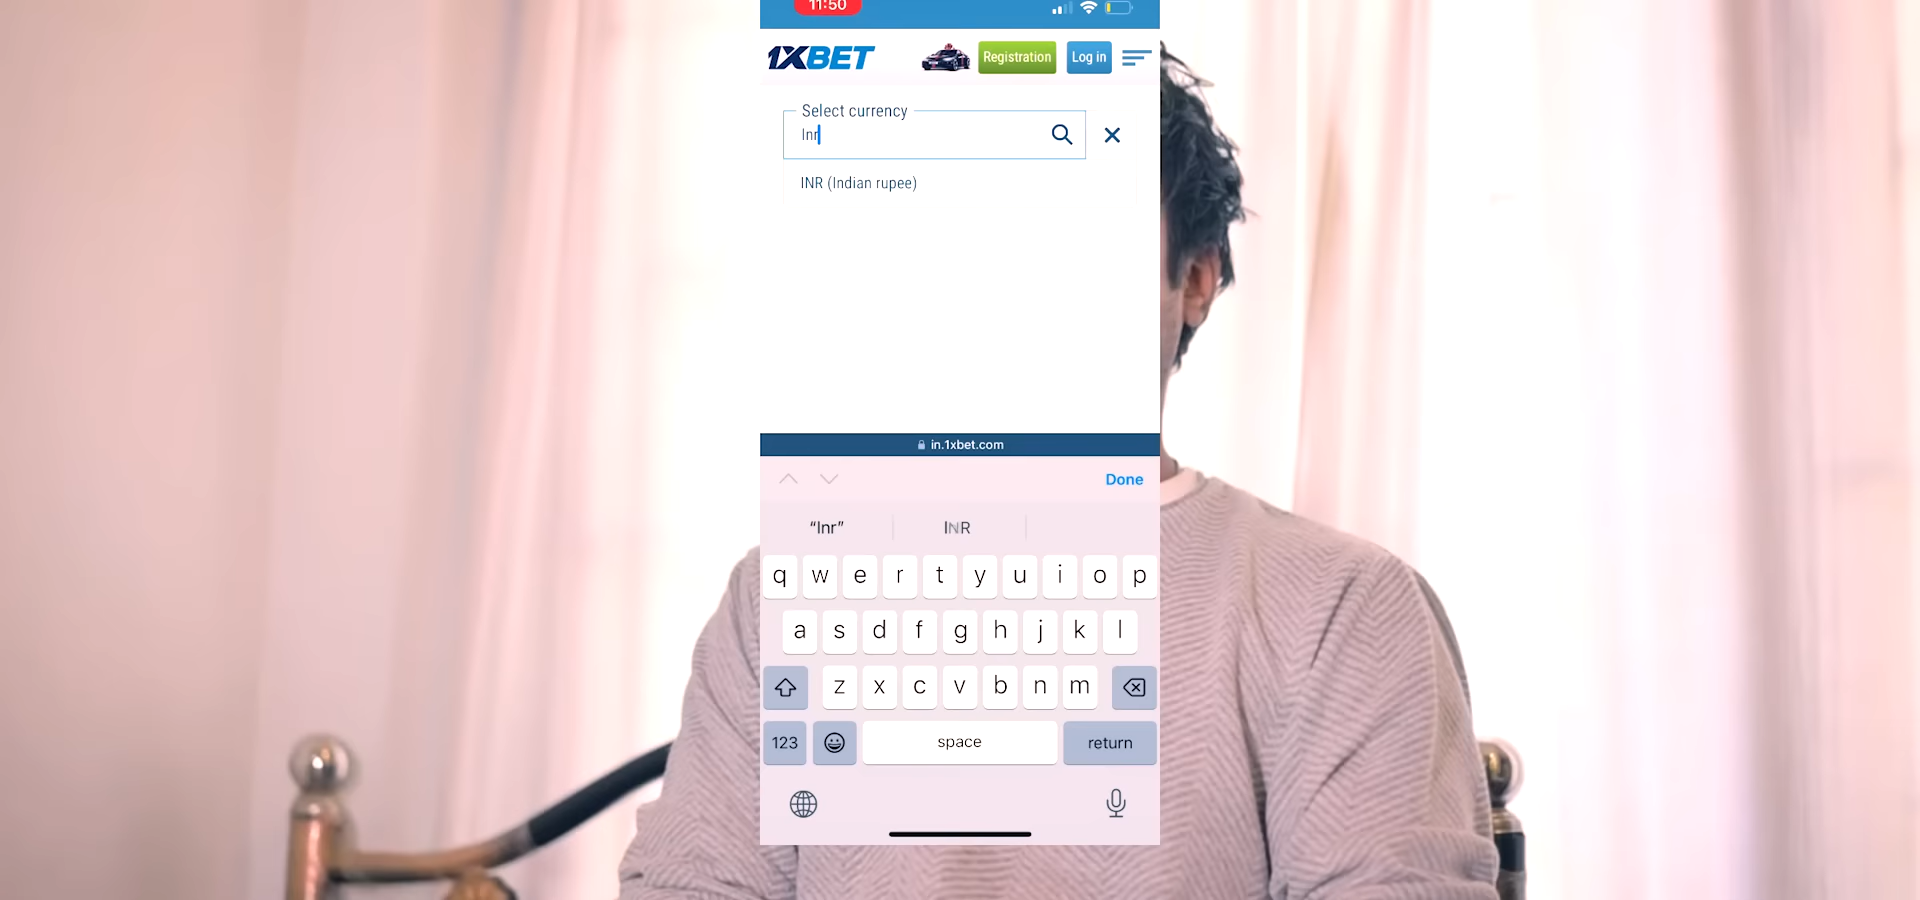 11:50
1XBET
Registration
Log in
Select currency
Inr
INR (Indian rupee)
in.1xbet.com
Done
“Inr”
INR
q w e r t y u i o p
a s d f g h j k l
z x c v b n m
123
space
return